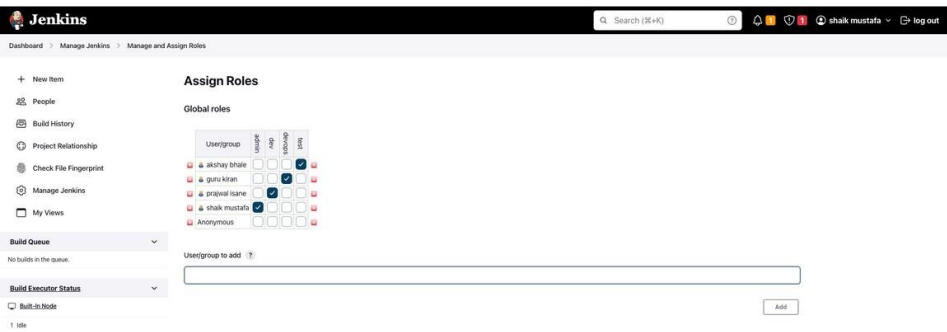 Jenkins
Search (⌘+K)
?
1
1
shaik mustafa
log out
Dashboard > Manage Jenkins > Manage and Assign Roles
+ New Item
People
Build History
Project Relationship
Check File Fingerprint
Manage Jenkins
My Views
Build Queue
No builds in the queue.
Build Executor Status
Built-In Node
1 Idle
Assign Roles
Global roles
User/group admin dev devops test
akshay bhale
guru kiran
prajwal isane
shaik mustafa
Anonymous
User/group to add ?
Add